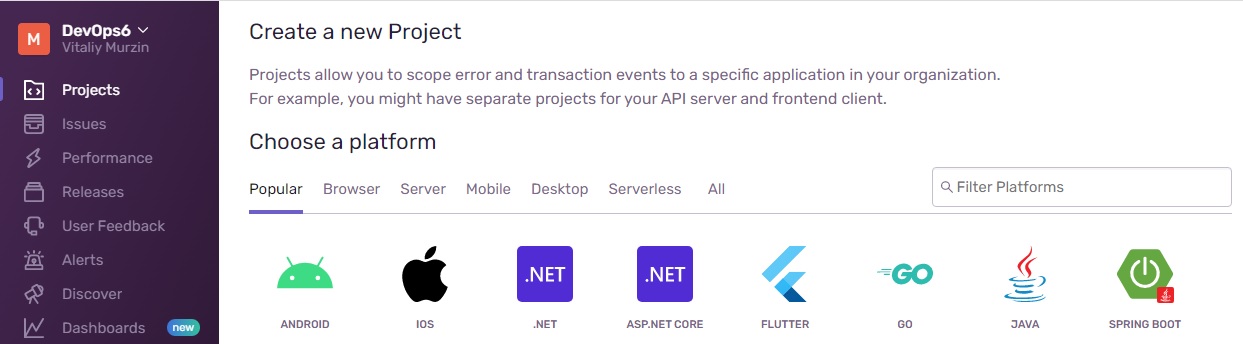 M
DevOps6
Vitaliy Murzin
Projects
Issues
Performance
Releases
User Feedback
Alerts
Discover
Dashboards new
Create a new Project
Projects allow you to scope error and transaction events to a specific application in your organization.
For example, you might have separate projects for your API server and frontend client.
Choose a platform
Popular Browser Server Mobile Desktop Serverless All
Filter Platforms
.NET .NET GO
ANDROID IOS .NET ASP.NET CORE FLUTTER GO JAVA SPRING BOOT